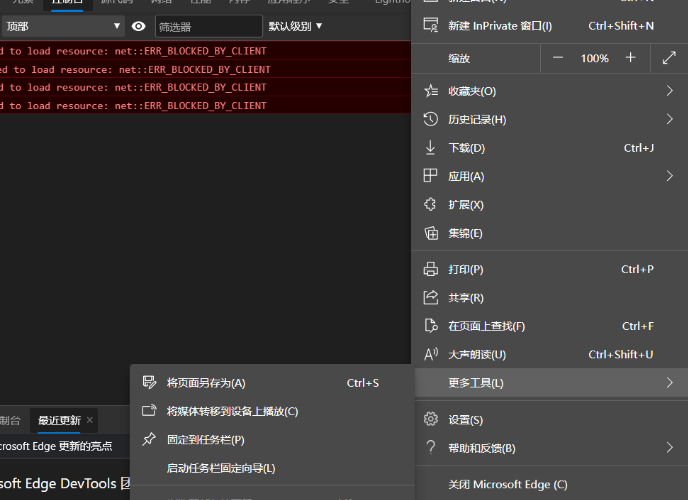 控制台
顶部
筛选器
默认级别
d to load resource: net::ERR_BLOCKED_BY_CLIENT
ed to load resource: net::ERR_BLOCKED_BY_CLIENT
d to load resource: net::ERR_BLOCKED_BY_CLIENT
d to load resource: net::ERR_BLOCKED_BY_CLIENT
新建 InPrivate 窗口(I) Ctrl+Shift+N
缩放 — 100% +
收藏夹(O)
历史记录(H)
下载(D) Ctrl+J
应用(A)
扩展(X)
集锦(E)
打印(P) Ctrl+P
共享(R)
在页面上查找(F) Ctrl+F
大声朗读(U) Ctrl+Shift+U
更多工具(L)
设置(S)
帮助和反馈(B)
关闭 Microsoft Edge (C)
将页面另存为(A) Ctrl+S
将媒体转移到设备上播放(C)
固定到任务栏(P)
启动任务栏固定向导(L)
制台 最近更新 ×
crosoft Edge 更新的亮点
soft Edge DevTools 团